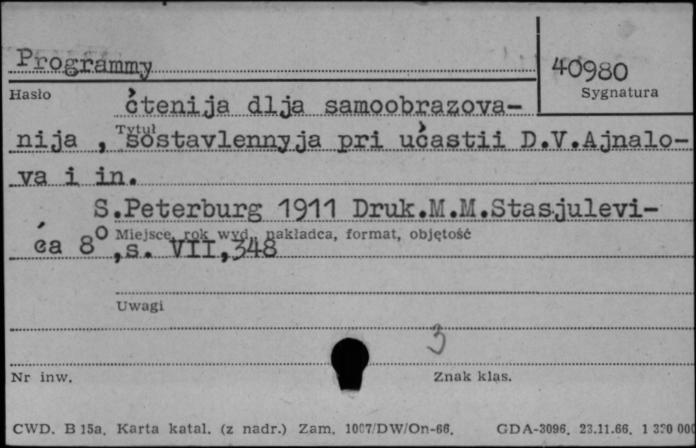 Programmy
40980
Hasło
Sygnatura
čtenija dlja samoobrazova-
Tytuł
nija , sostavlennyja pri učastii D.V.Ajnalo-
va i in.
S.Peterburg 1911 Druk.M.M.Stasjulevi-
Miejsce, rok wyd., nakładca, format, objętość
ča 8° ,s. VII,348
Uwagi
3
Nr inw.
Znak klas.
CWD. B 15a. Karta katal. (z nadr.) Zam. 1007/DW/On-66. GDA-3096. 23.11.66. 1 320 000